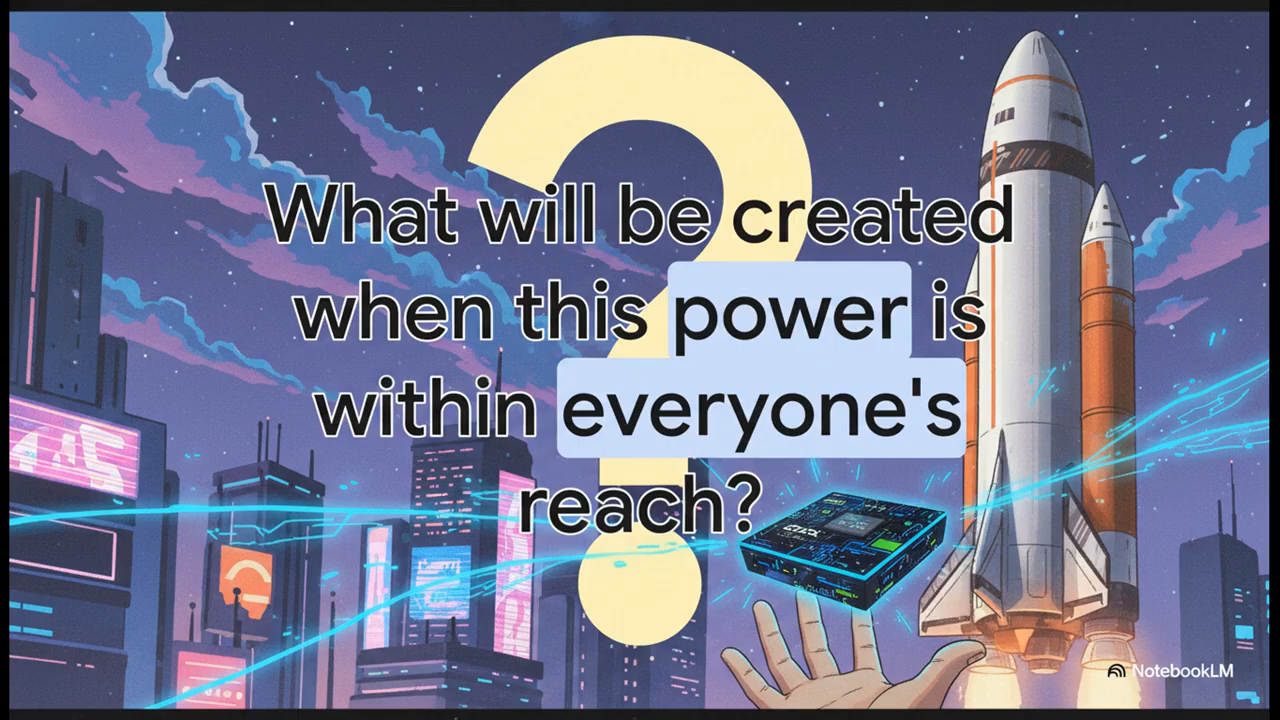 What will be created
when this power is
within everyone's
reach?
NotebookLM